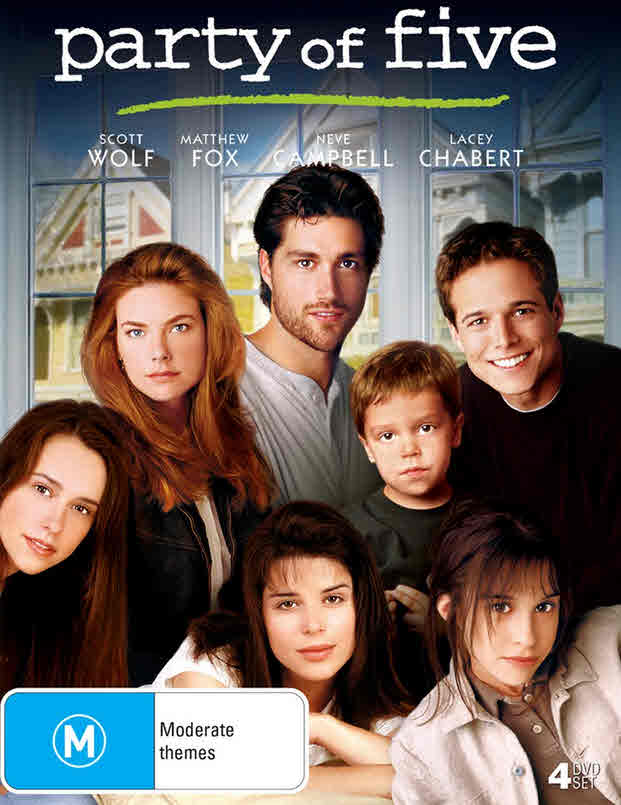 party of five
SCOTT WOLF
MATTHEW FOX
NEVE CAMPBELL
LACEY CHABERT
M
Moderate
themes
4 DVD SET